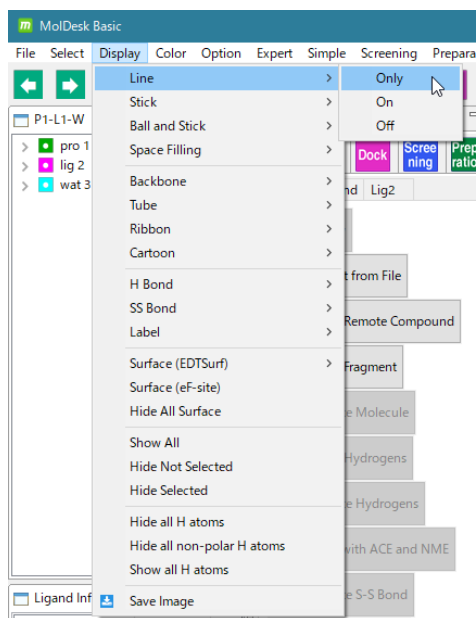 MolDesk Basic
File Select Display Color Option Expert Simple Screening
P1-L1-W
pro 1
lig 2
wat 3
Line
Stick
Ball and Stick
Space Filling
Backbone
Tube
Ribbon
Cartoon
H Bond
SS Bond
Label
Surface (EDTSurf)
Surface (eF-site)
Hide All Surface
Show All
Hide Not Selected
Hide Selected
Hide all H atoms
Hide all non-polar H atoms
Show all H atoms
Save Image
Only
On
Off
Dock
Scree
ning
Prep
ratio
nd Lig2
t from File
Remote Compound
Fragment
e Molecule
Hydrogens
e Hydrogens
with ACE and NME
e S-S Bond
Ligand Inf